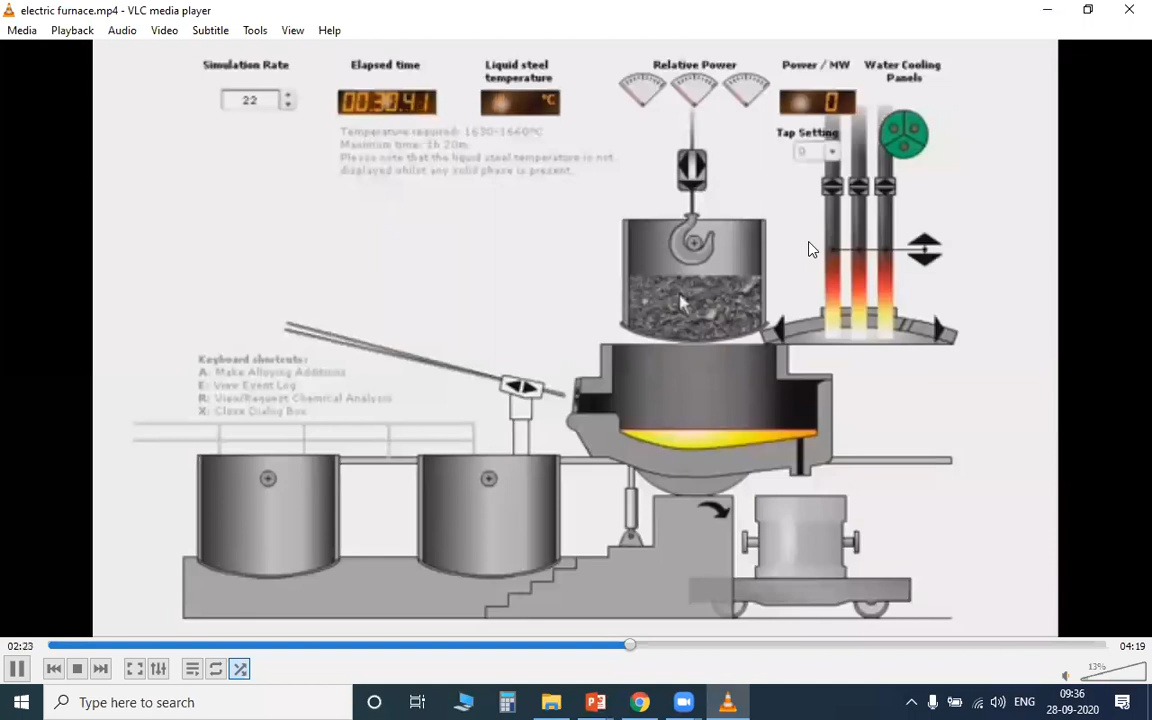 electric furnace.mp4 - VLC media player
Media Playback Audio Video Subtitle Tools View Help
Simulation Rate
22
Elapsed time
00:30:41
Liquid steel
temperature
°C
Relative Power
Power / MW
0
Water Cooling
Panels
Tap Setting
0
Temperature required: 1630-1660°C
Maximum time: 1h 20m
Please note that the liquid steel temperature is not
displayed whilst any solid phase is present.
Keyboard shortcuts:
A: Make Alloying Additions
E: View Event Log
R: View/Request Chemical Analysis
X: Close Dialog Box
02:23
04:19
13%
Type here to search
ENG
09:36
28-09-2020